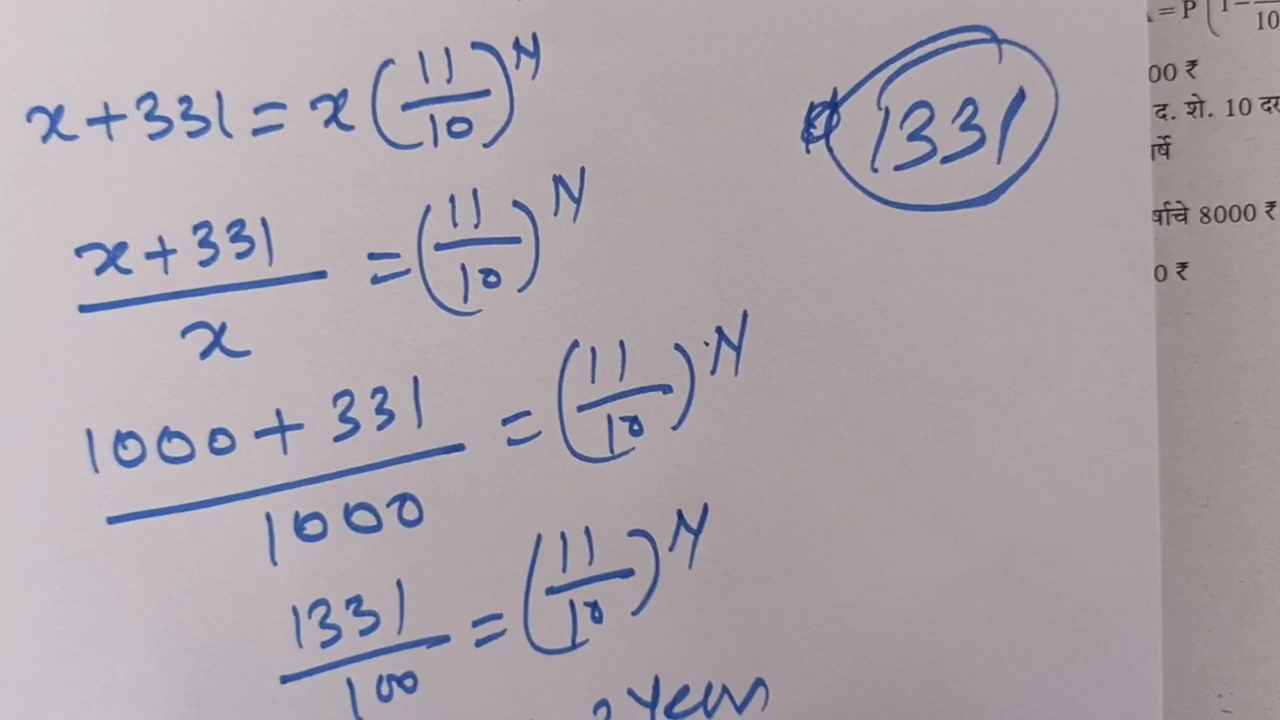 x+331 = x(11/10)^N
1331
(x+331)/x = (11/10)^N
(1000+331)/1000 = (11/10)^N
1331/100 = (11/10)^N
Years
= P (1 -
10
00 ₹
द. शे. 10 दर
र्षे
र्षाचे 8000 ₹
0 ₹